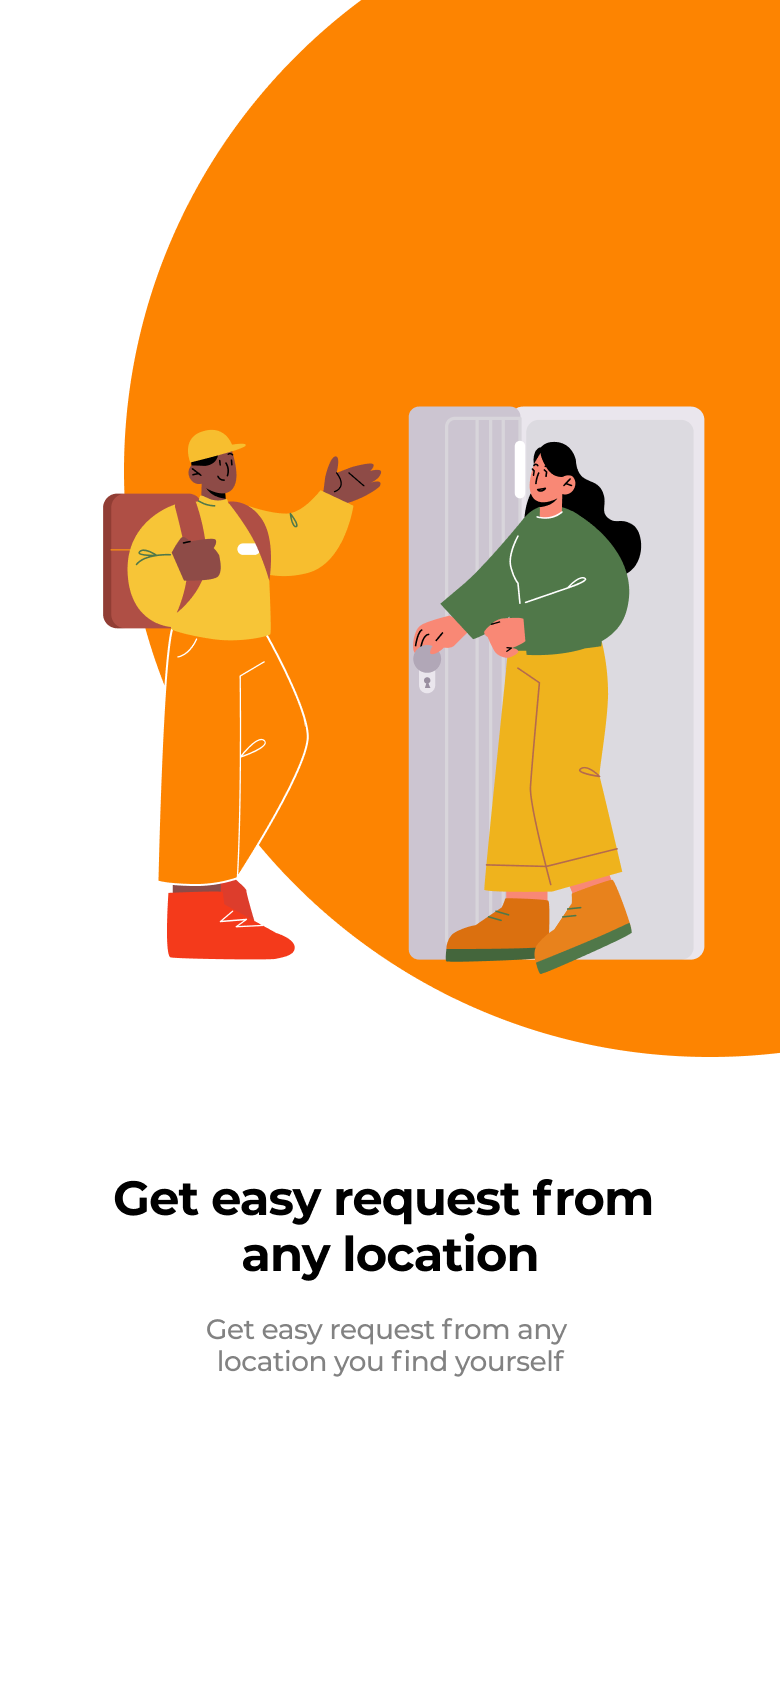 Get easy request from
any location
Get easy request from any
location you find yourself